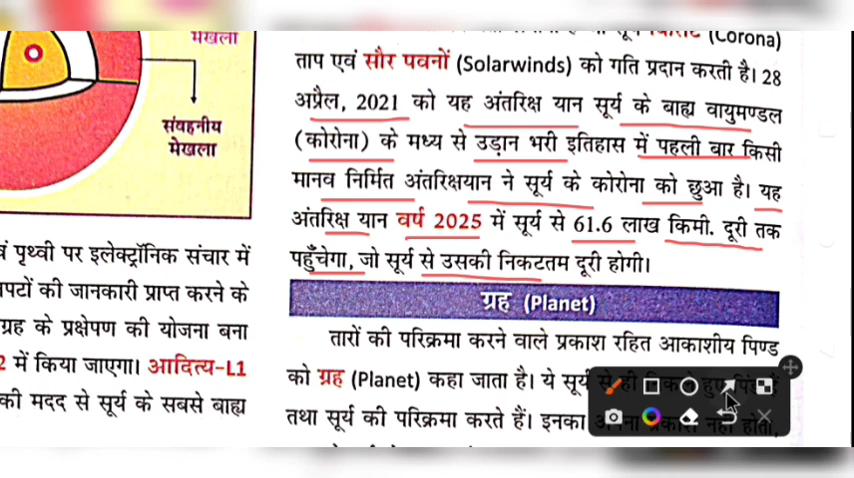 मेखला
संवहनीय
मेखला
वं पृथ्वी पर इलेक्ट्रॉनिक संचार में
पटों की जानकारी प्राप्त करने के
ग्रह के प्रक्षेपण की योजना बना
2 में किया जाएगा। आदित्य-L1
की मदद से सूर्य के सबसे बाह्य
(Corona)
ताप एवं सौर पवनों (Solarwinds) को गति प्रदान करती है। 28
अप्रैल, 2021 को यह अंतरिक्ष यान सूर्य के बाह्य वायुमण्डल
(कोरोना) के मध्य से उड़ान भरी इतिहास में पहली बार किसी
मानव निर्मित अंतरिक्षयान ने सूर्य के कोरोना को छुआ है। यह
अंतरिक्ष यान वर्ष 2025 में सूर्य से 61.6 लाख किमी. दूरी तक
पहुँचेगा, जो सूर्य से उसकी निकटतम दूरी होगी।
ग्रह (Planet)
तारों की परिक्रमा करने वाले प्रकाश रहित आकाशीय पिण्ड
को ग्रह (Planet) कहा जाता है। ये सूर्य
तथा सूर्य की परिक्रमा करते हैं। इनका